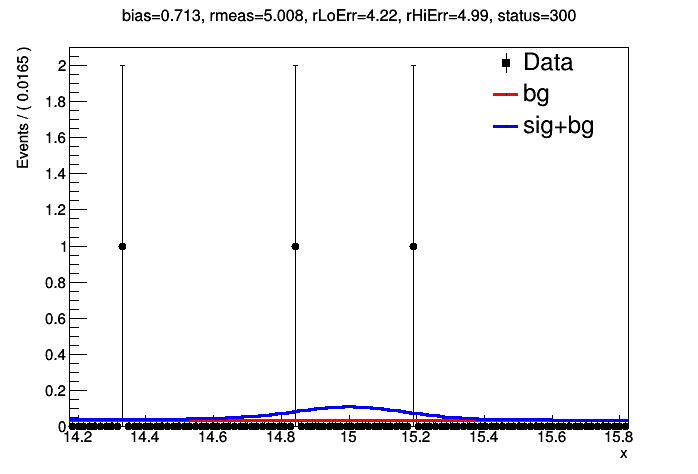 bias=0.713, rmeas=5.008, rLoErr=4.22, rHiErr=4.99, status=300
Events / ( 0.0165 )
2
1.8
1.6
1.4
1.2
1
0.8
0.6
0.4
0.2
0
Data
bg
sig+bg
14.2 14.4 14.6 14.8 15 15.2 15.4 15.6 15.8
x